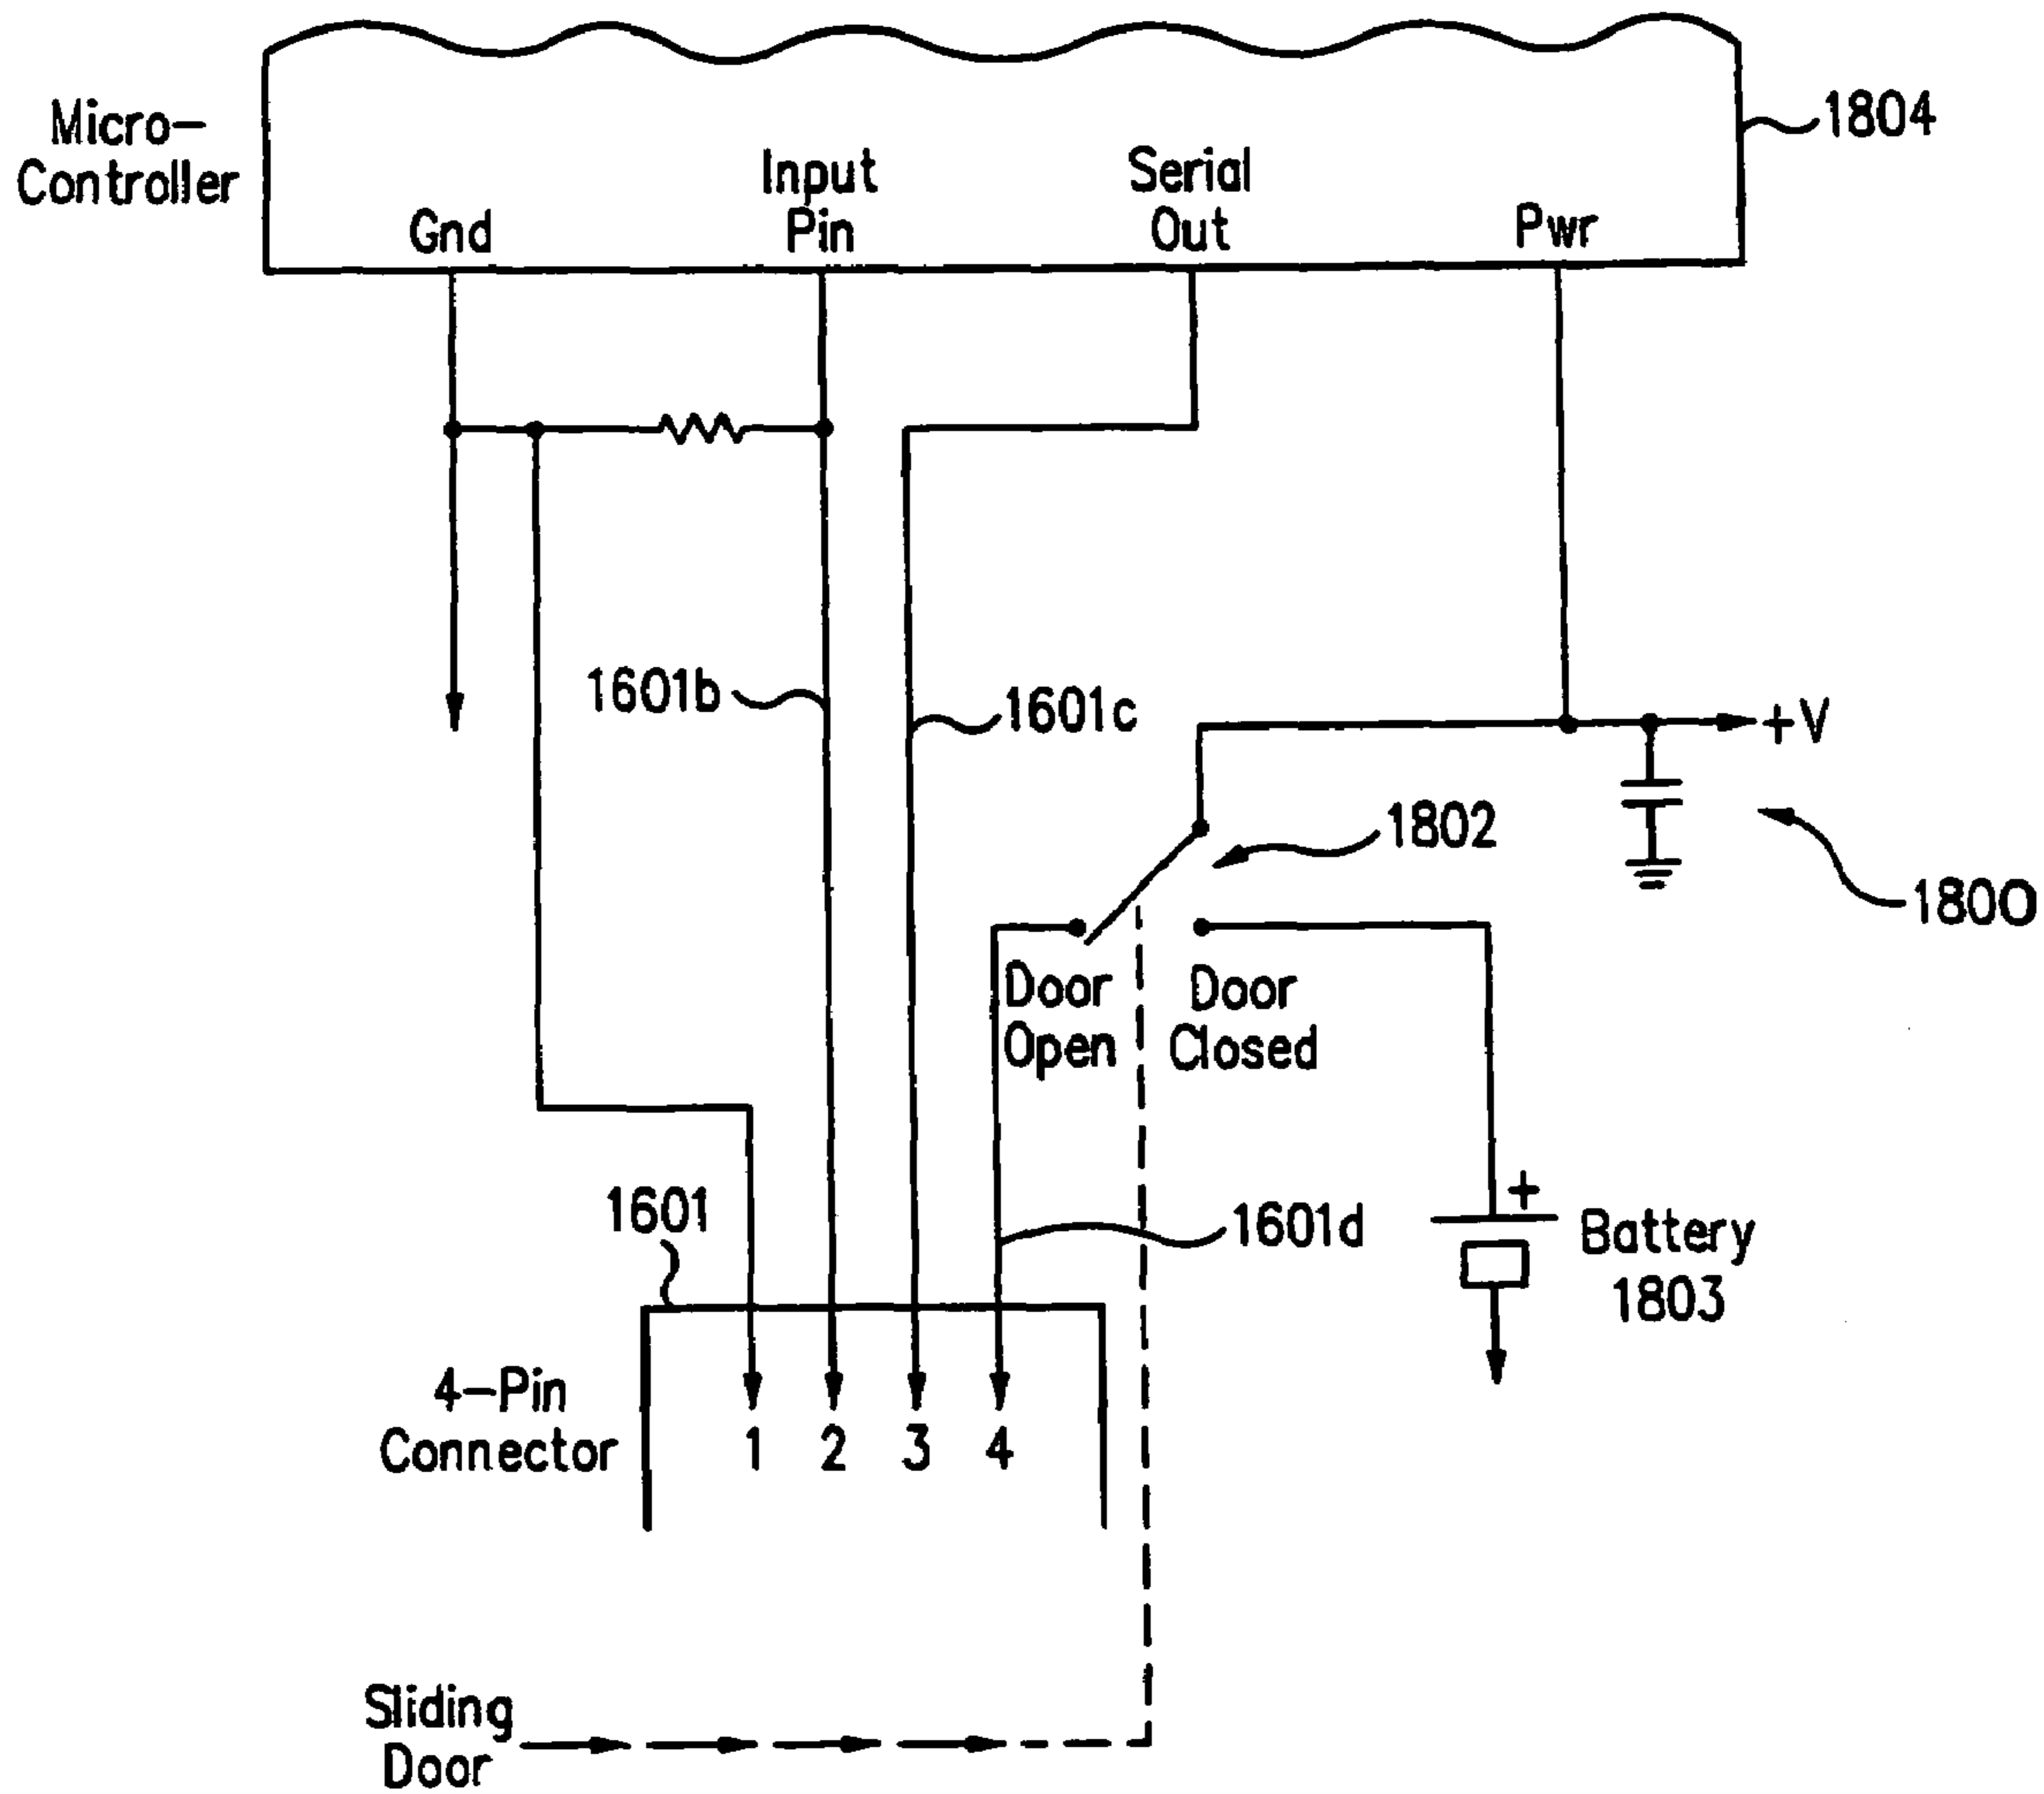 Micro-
Controller
1804
Gnd
Input
Pin
Serial
Out
Pwr
1601b
1601c
+V
1802
1800
Door
Open
Door
Closed
1601
1601d
+
Battery
1803
4-Pin
Connector
1 2 3 4
Sliding
Door